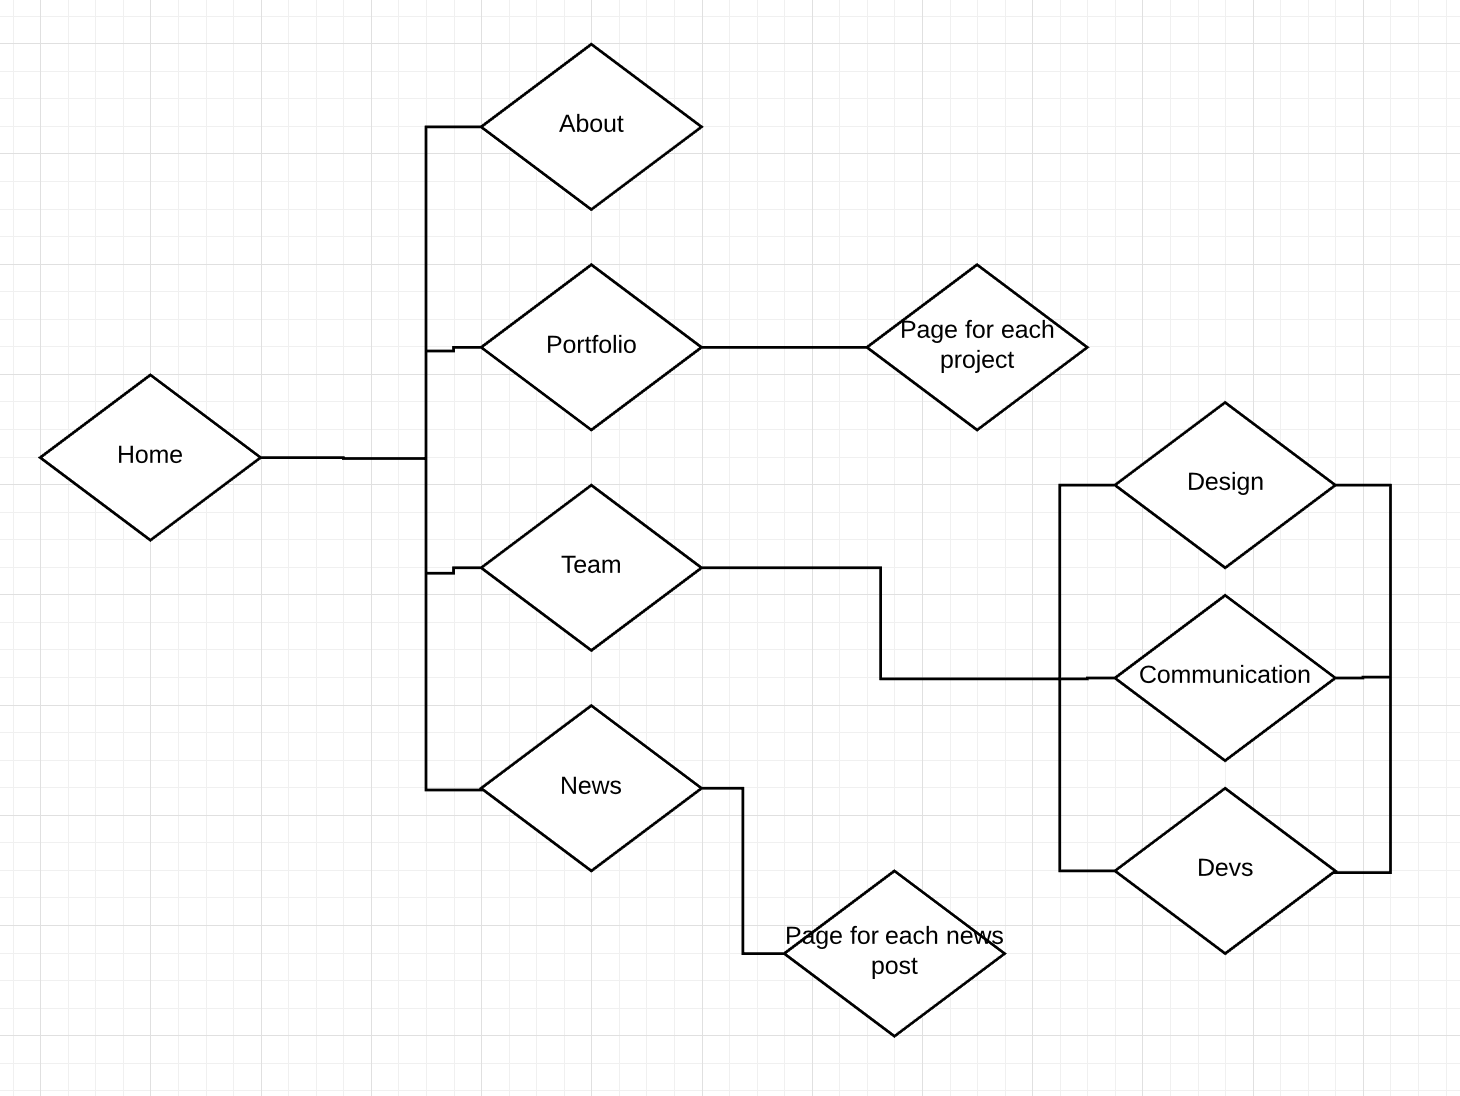 About
Portfolio
Page for each
project
Home
Design
Team
Communication
News
Devs
Page for each news
post